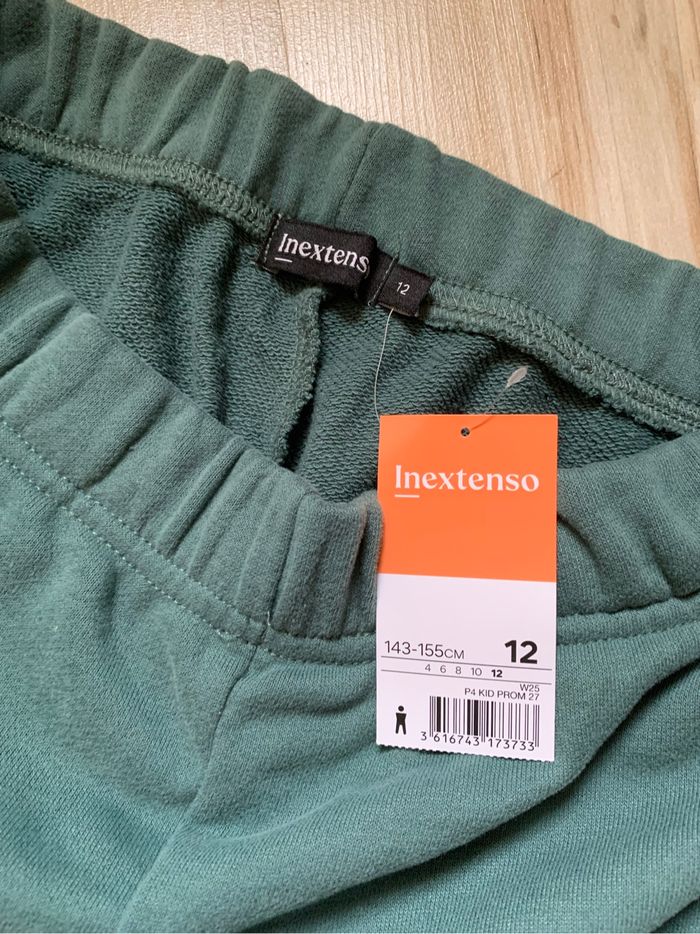 Inextens
12
Inextenso
143-155CM 12
4 6 8 10 12
W25
P4 KID PROM 27
3 616743 173733